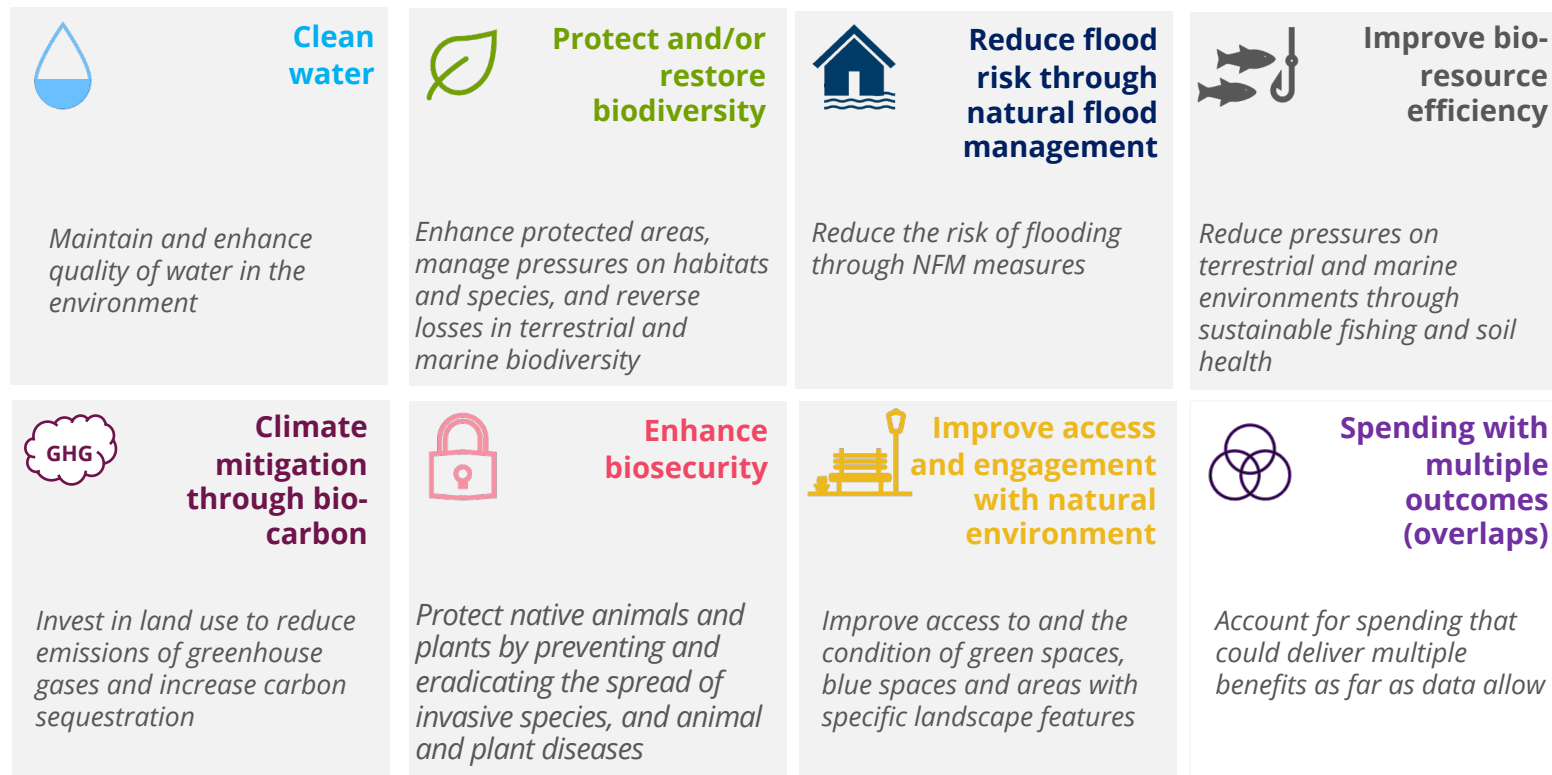 Clean
water
Maintain and enhance
quality of water in the
environment
Protect and/or
restore
biodiversity
Enhance protected areas,
manage pressures on habitats
and species, and reverse
losses in terrestrial and
marine biodiversity
Reduce flood
risk through
natural flood
management
Reduce the risk of flooding
through NFM measures
Improve bio-
resource
efficiency
Reduce pressures on
terrestrial and marine
environments through
sustainable fishing and soil
health
GHG
Climate
mitigation
through bio-
carbon
Invest in land use to reduce
emissions of greenhouse
gases and increase carbon
sequestration
Enhance
biosecurity
Protect native animals and
plants by preventing and
eradicating the spread of
invasive species, and animal
and plant diseases
Improve access
and engagement
with natural
environment
Improve access to and the
condition of green spaces,
blue spaces and areas with
specific landscape features
Spending with
multiple
outcomes
(overlaps)
Account for spending that
could deliver multiple
benefits as far as data allow